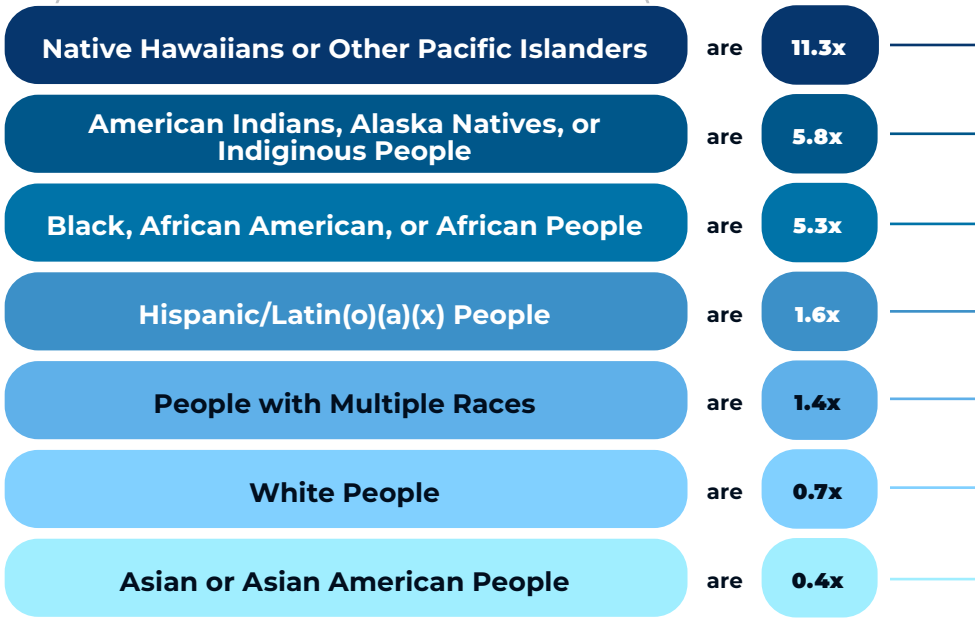 Native Hawaiians or Other Pacific Islanders are 11.3x
American Indians, Alaska Natives, or
Indiginous People are 5.8x
Black, African American, or African People are 5.3x
Hispanic/Latin(o)(a)(x) People are 1.6x
People with Multiple Races are 1.4x
White People are 0.7x
Asian or Asian American People are 0.4x